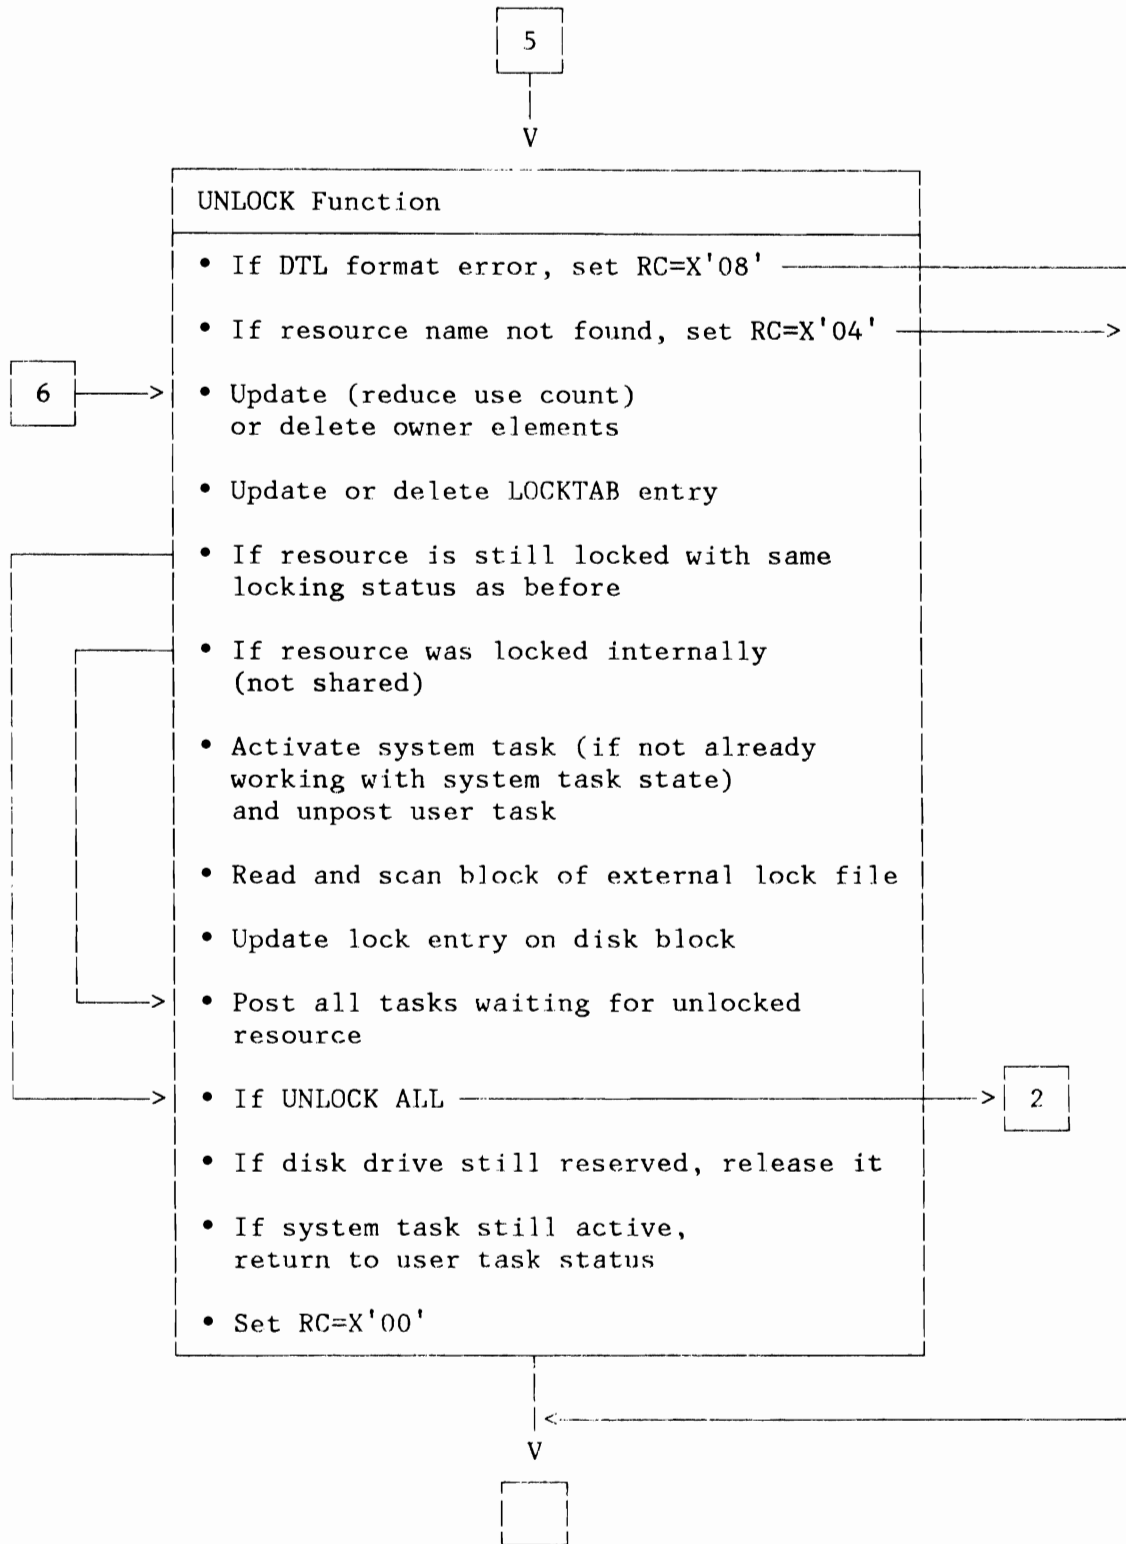 5
V
UNLOCK Function
• If DTL format error, set RC=X'08'
• If resource name not found, set RC=X'04' >
6 > • Update (reduce use count)
or delete owner elements
• Update or delete LOCKTAB entry
• If resource is still locked with same
locking status as before
• If resource was locked internally
(not shared)
• Activate system task (if not already
working with system task state)
and unpost user task
• Read and scan block of external lock file
• Update lock entry on disk block
> • Post all tasks waiting for unlocked
resource
> • If UNLOCK ALL > 2
• If disk drive still reserved, release it
• If system task still active,
return to user task status
• Set RC=X'00'
<
V